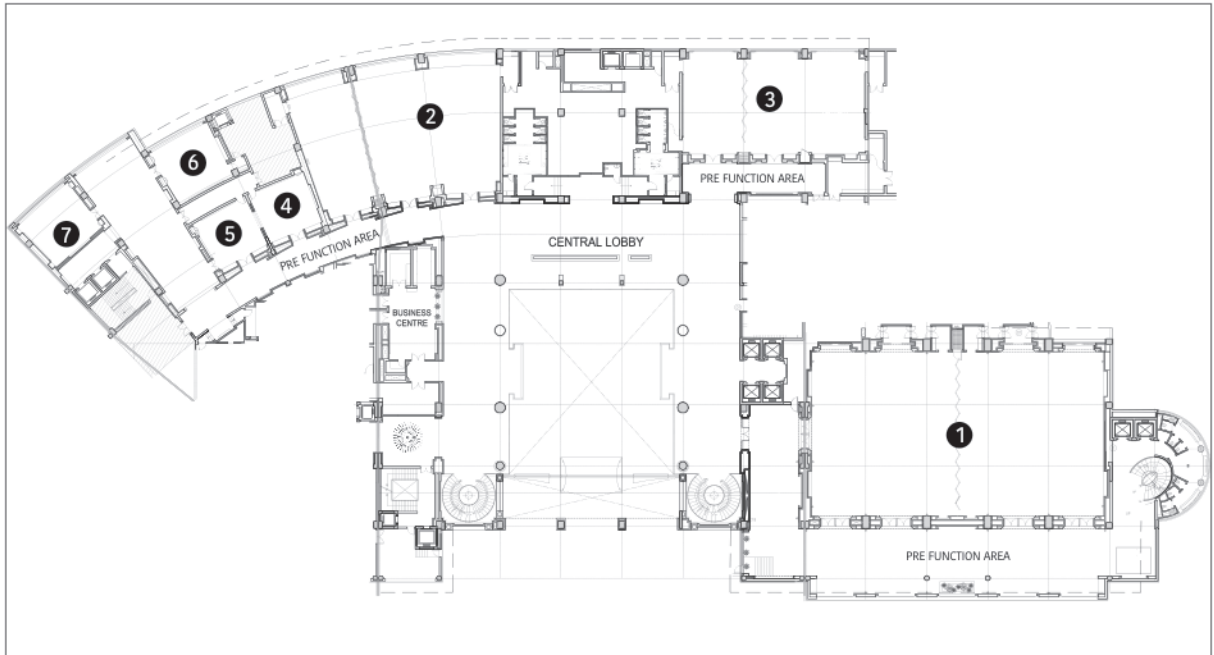 3
2
PRE FUNCTION AREA
6
4
5
7
PRE FUNCTION AREA
CENTRAL LOBBY
BUSINESS
CENTRE
1
PRE FUNCTION AREA